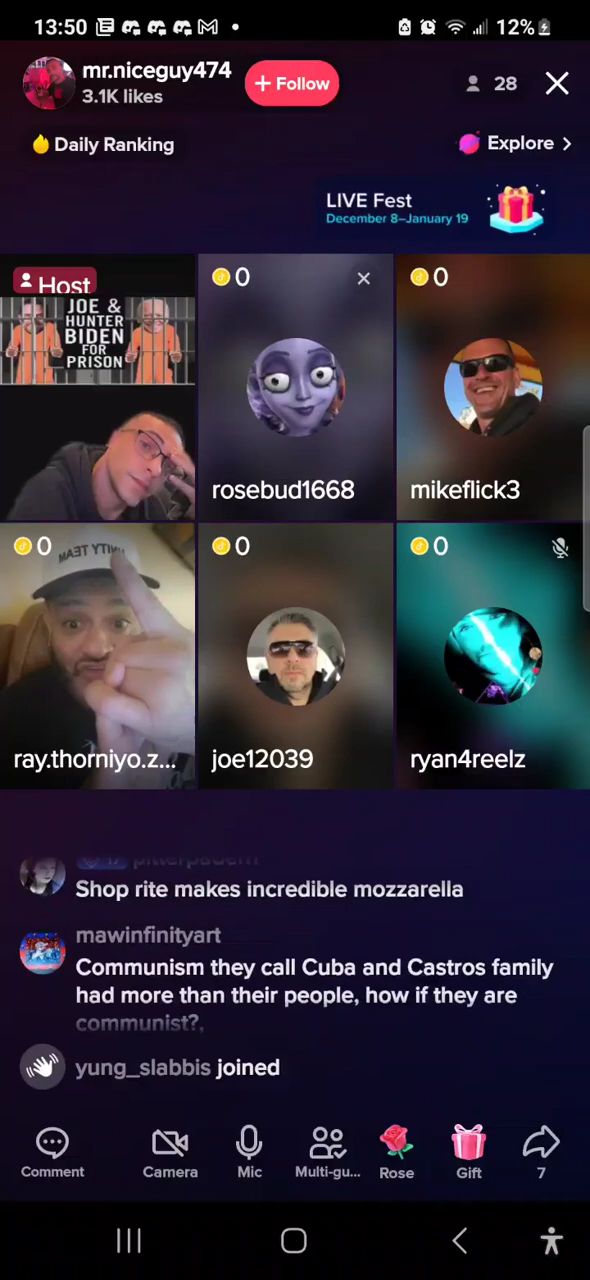 13:50
12%
mr.niceguy474
3.1K likes
+ Follow
28
Daily Ranking
Explore >
LIVE Fest
December 8–January 19
Host
JOE &
HUNTER
BIDEN
FOR
PRISON
0
0
rosebud1668
mikeflick3
0
0
0
ray.thorniyo.z...
joe12039
ryan4reelz
Shop rite makes incredible mozzarella
mawinfinityart
Communism they call Cuba and Castros family
had more than their people, how if they are
communist?,
yung_slabbis joined
Comment
Camera
Mic
Multi-gu...
Rose
Gift
7